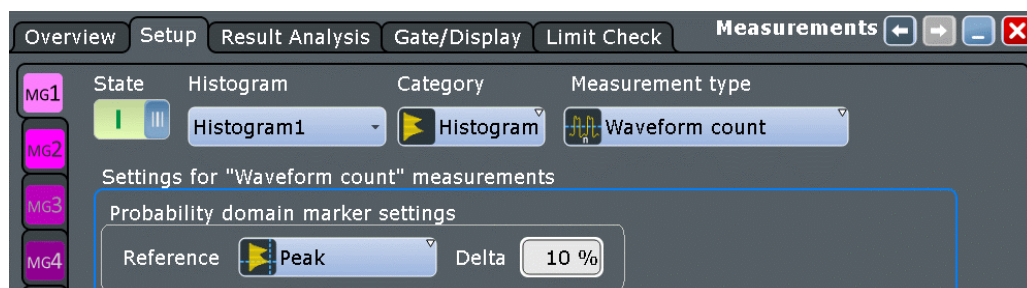 Overview Setup Result Analysis Gate/Display Limit Check Measurements
MG1 State Histogram Category Measurement type
Histogram1 Histogram n Waveform count
MG2
Settings for "Waveform count" measurements
MG3 Probability domain marker settings
MG4 Reference Peak Delta 10 %